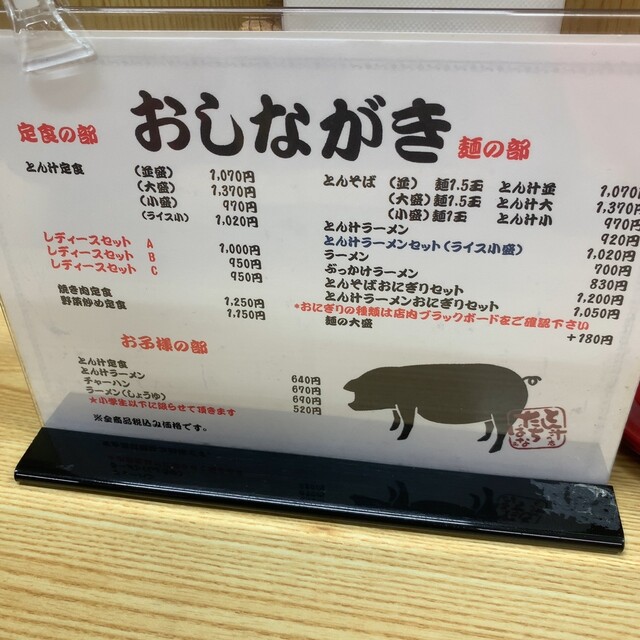 おしながき
定食の部
とん汁定食 (並盛) 1,070円
(大盛) 1,370円
(小盛) 970円
(ライス小) 1,020円
レディースセット A 1,000円
レディースセット B 950円
レディースセット C 950円
焼き肉定食 1,250円
野菜炒め定食 1,150円
お子様の部
とん汁定食 640円
とん汁ラーメン 670円
チャーハン 690円
ラーメン(しょうゆ) 520円
★小学生以下に限らせて頂きます
※全商品税込み価格です。
麺の部
とんそば (並) 麺1.5玉 とん汁並 1,070
(大盛) 麺1.5玉 とん汁大 1,370
(小盛) 麺1玉 とん汁小 970円
とん汁ラーメン 920円
とん汁ラーメンセット(ライス小盛) 1,020円
ラーメン 700円
ぶっかけラーメン 830円
とんそばおにぎりセット 1,200円
とん汁ラーメンおにぎりセット 1,050円
*おにぎりの種類は店内ブラックボードをご確認下さい
麺の大盛 +180円
とん汁の
たちばな